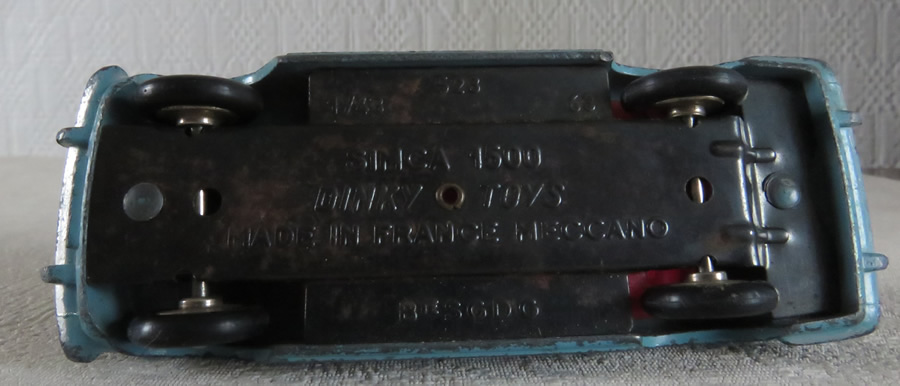 523
SIMCA 1500
DINKY TOYS
MADE IN FRANCE MECCANO